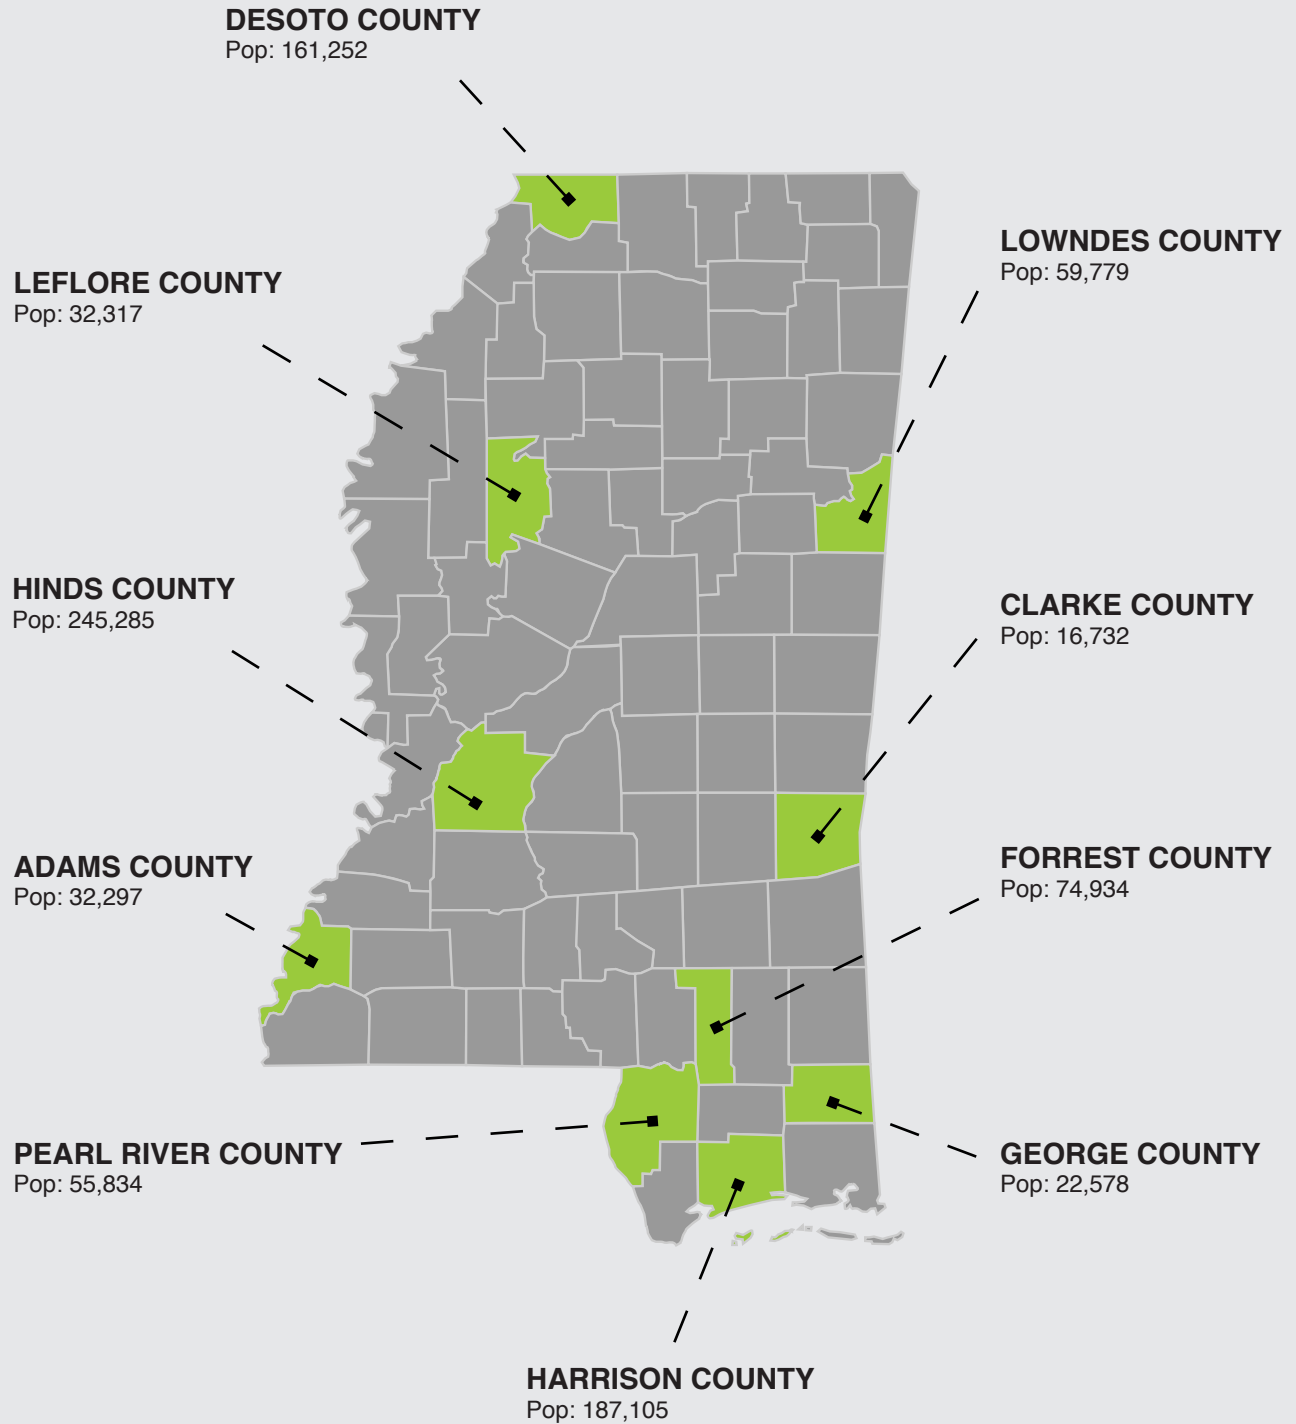 DESOTO COUNTY
Pop: 161,252
LOWNDES COUNTY
Pop: 59,779
LEFLORE COUNTY
Pop: 32,317
HINDS COUNTY
Pop: 245,285
CLARKE COUNTY
Pop: 16,732
ADAMS COUNTY
Pop: 32,297
FORREST COUNTY
Pop: 74,934
PEARL RIVER COUNTY
Pop: 55,834
GEORGE COUNTY
Pop: 22,578
HARRISON COUNTY
Pop: 187,105